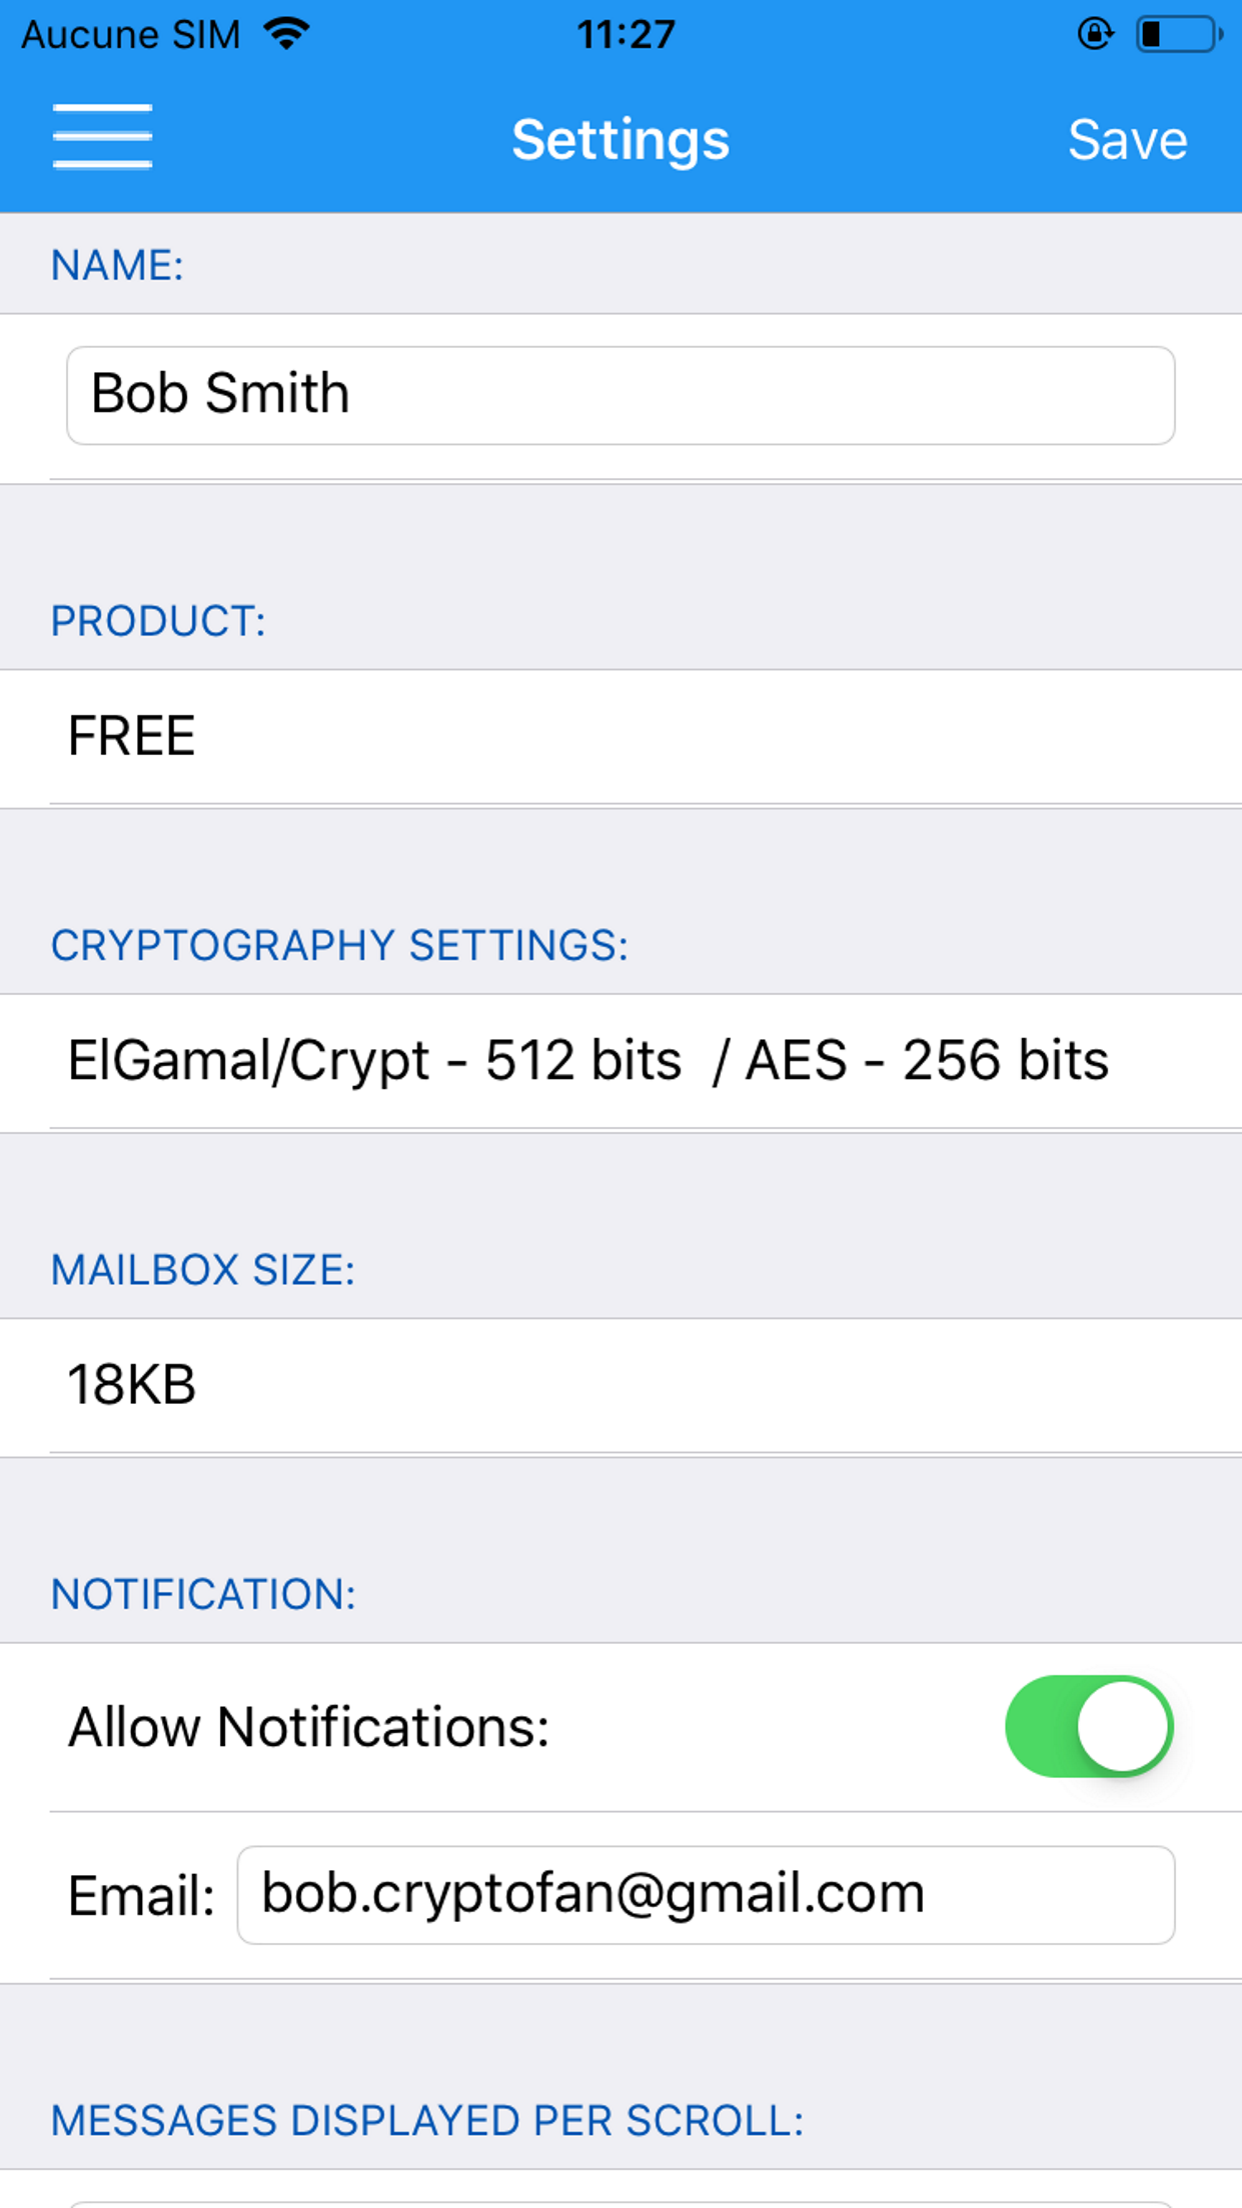 Aucune SIM 11:27
Settings Save
NAME:
Bob Smith
PRODUCT:
FREE
CRYPTOGRAPHY SETTINGS:
ElGamal/Crypt - 512 bits / AES - 256 bits
MAILBOX SIZE:
18KB
NOTIFICATION:
Allow Notifications:
Email: bob.cryptofan@gmail.com
MESSAGES DISPLAYED PER SCROLL: